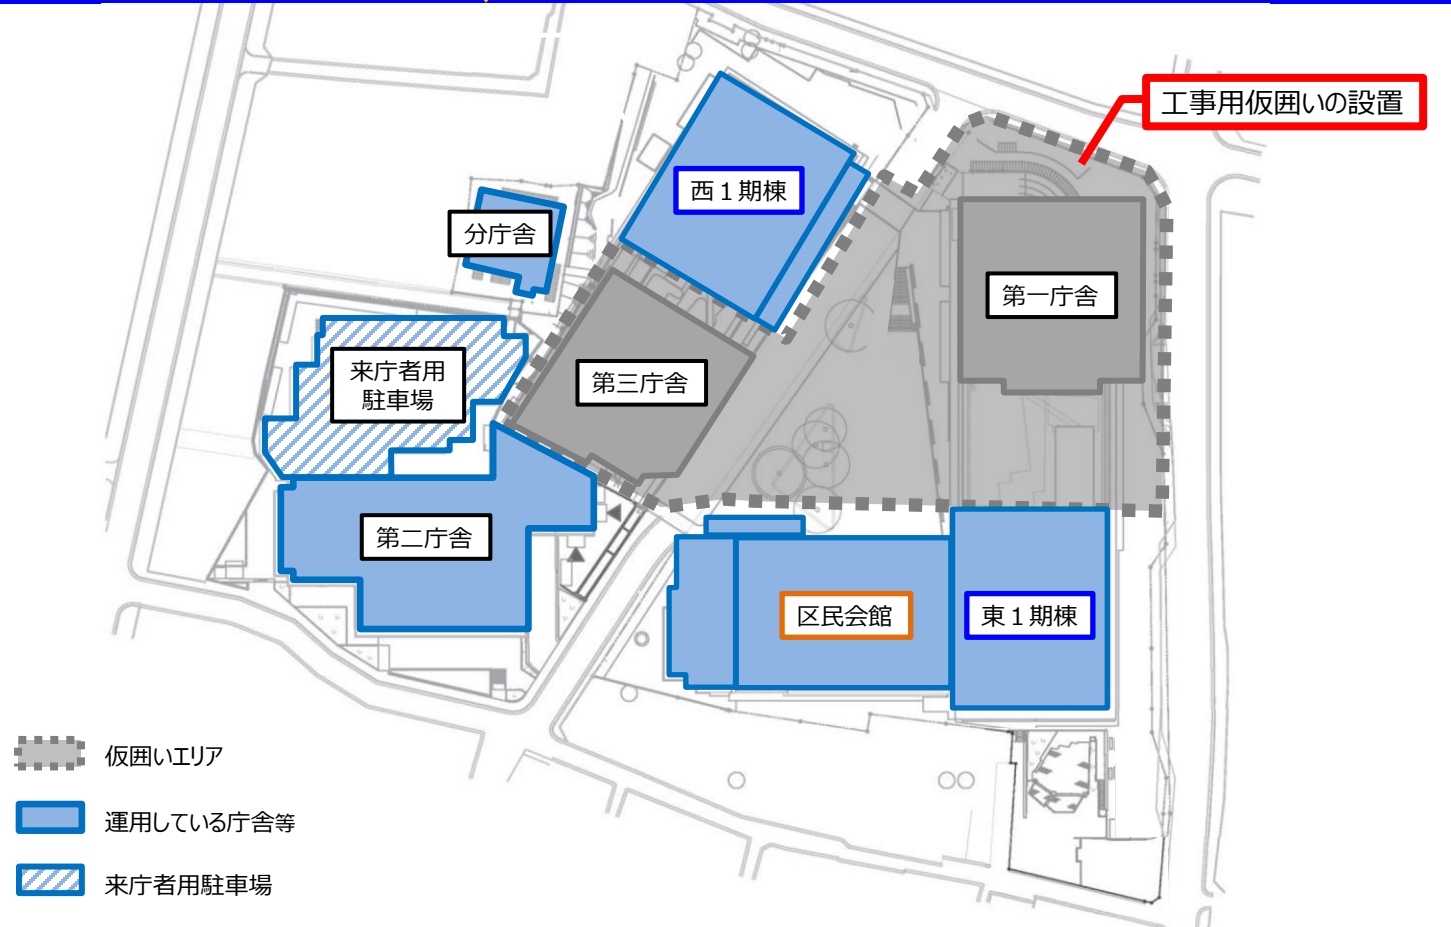 工事用仮囲いの設置
西１期棟
分庁舎
第一庁舎
来庁者用
駐車場
第三庁舎
第二庁舎
区民会館
東１期棟
仮囲いエリア
運用している庁舎等
来庁者用駐車場